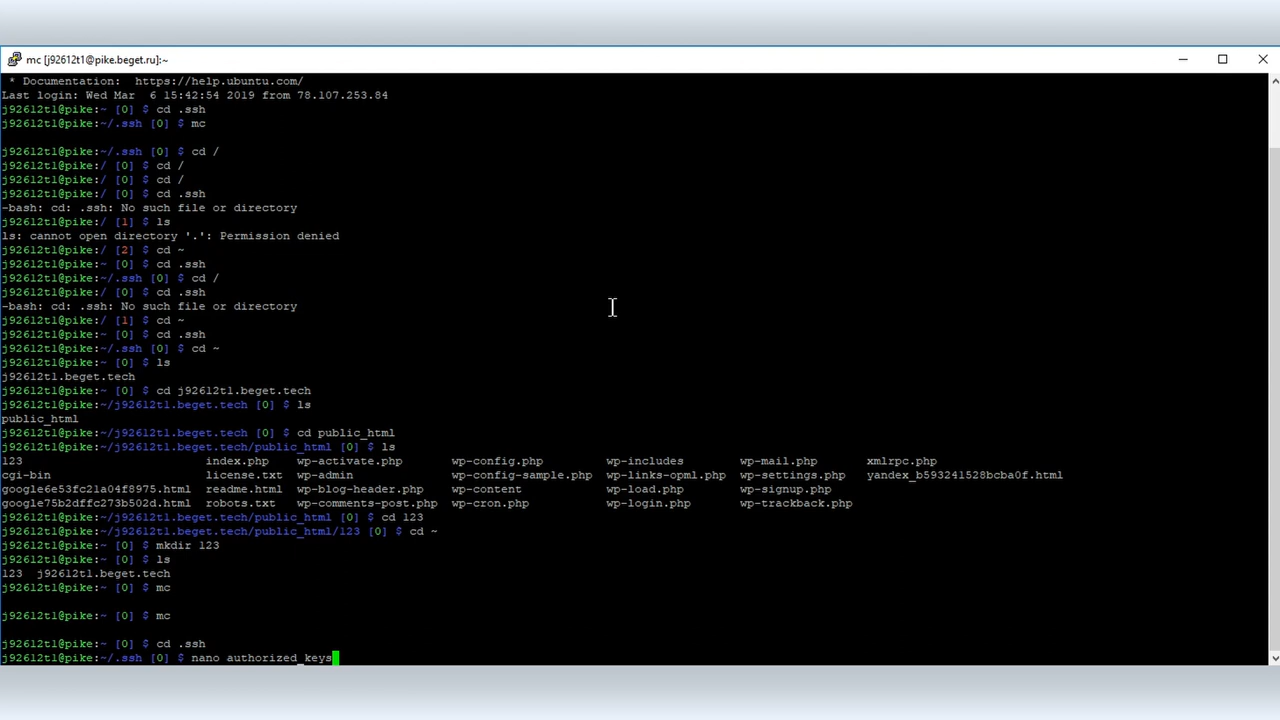 mc [j92612t1@pike.beget.ru]:~
* Documentation:  https://help.ubuntu.com/
Last login: Wed Mar  6 15:42:54 2019 from 78.107.253.84
j92612t1@pike:~ [0] $ cd .ssh
j92612t1@pike:~/.ssh [0] $ mc
j92612t1@pike:~/.ssh [0] $ cd /
j92612t1@pike:/ [0] $ cd /
j92612t1@pike:/ [0] $ cd /
j92612t1@pike:/ [0] $ cd .ssh
-bash: cd: .ssh: No such file or directory
j92612t1@pike:/ [1] $ ls
ls: cannot open directory '.': Permission denied
j92612t1@pike:/ [2] $ cd ~
j92612t1@pike:~ [0] $ cd .ssh
j92612t1@pike:~/.ssh [0] $ cd /
j92612t1@pike:/ [0] $ cd .ssh
-bash: cd: .ssh: No such file or directory
j92612t1@pike:/ [1] $ cd ~
j92612t1@pike:~ [0] $ cd .ssh
j92612t1@pike:~/.ssh [0] $ cd ~
j92612t1@pike:~ [0] $ ls
j92612t1.beget.tech
j92612t1@pike:~ [0] $ cd j92612t1.beget.tech
j92612t1@pike:~/j92612t1.beget.tech [0] $ ls
public_html
j92612t1@pike:~/j92612t1.beget.tech [0] $ cd public_html
j92612t1@pike:~/j92612t1.beget.tech/public_html [0] $ ls
123 index.php wp-activate.php wp-config.php wp-includes wp-mail.php xmlrpc.php
cgi-bin license.txt wp-admin wp-config-sample.php wp-links-opml.php wp-settings.php yandex_b593241528bcba0f.html
google6e53fc21a04f8975.html readme.html wp-blog-header.php wp-content wp-load.php wp-signup.php
google75b2dffc273b502d.html robots.txt wp-comments-post.php wp-cron.php wp-login.php wp-trackback.php
j92612t1@pike:~/j92612t1.beget.tech/public_html [0] $ cd 123
j92612t1@pike:~/j92612t1.beget.tech/public_html/123 [0] $ cd ~
j92612t1@pike:~ [0] $ mkdir 123
j92612t1@pike:~ [0] $ ls
123  j92612t1.beget.tech
j92612t1@pike:~ [0] $ mc
j92612t1@pike:~ [0] $ mc
j92612t1@pike:~ [0] $ cd .ssh
j92612t1@pike:~/.ssh [0] $ nano authorized_keys